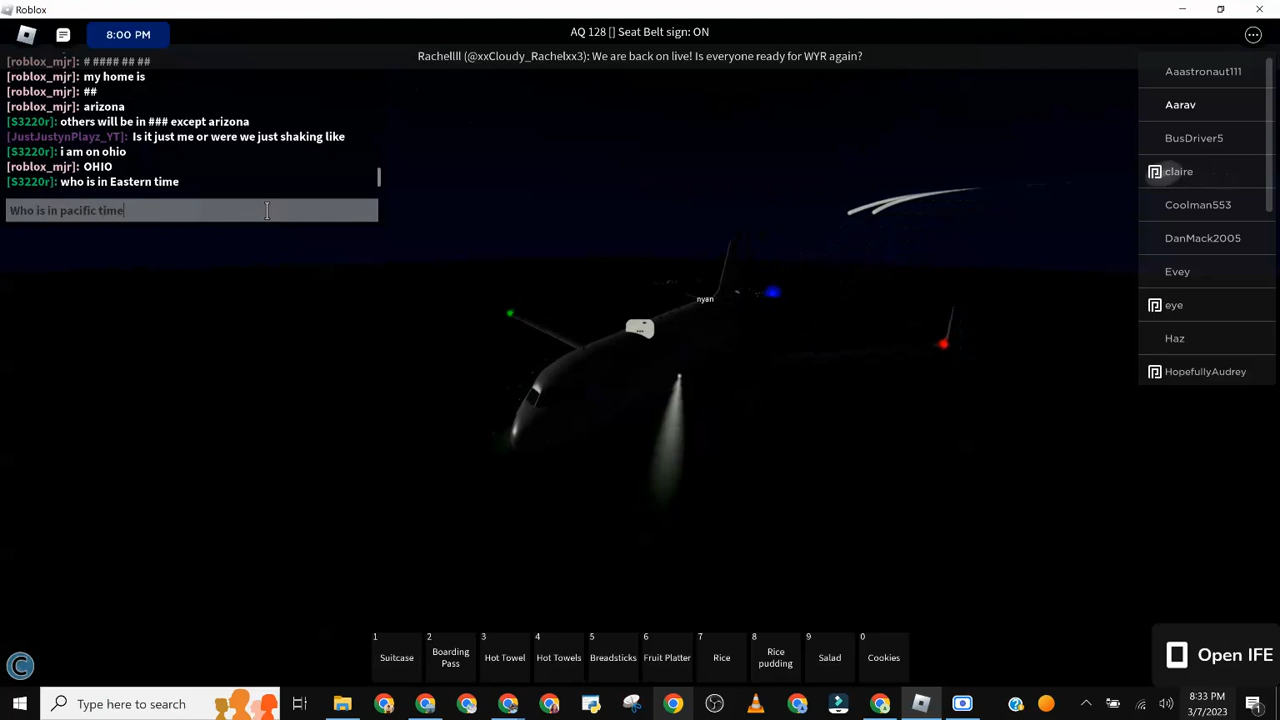 Roblox
8:00 PM
AQ 128 [] Seat Belt sign: ON
Rachellll (@xxCloudy_Rachelxx3): We are back on live! Is everyone ready for WYR again?
[roblox_mjr]: # #### ## ##
[roblox_mjr]: my home is
[roblox_mjr]: ##
[roblox_mjr]: arizona
[S3220r]: others will be in ### except arizona
[JustJustynPlayz_YT]: Is it just me or were we just shaking like
[S3220r]: i am on ohio
[roblox_mjr]: OHIO
[S3220r]: who is in Eastern time
Who is in pacific time
Aaastronaut111
Aarav
BusDriver5
claire
Coolman553
DanMack2005
Evey
eye
Haz
HopefullyAudrey
nyan
1 Suitcase
2 Boarding Pass
3 Hot Towel
4 Hot Towels
5 Breadsticks
6 Fruit Platter
7 Rice
8 Rice pudding
9 Salad
0 Cookies
Open IFE
Type here to search
8:33 PM
3/7/2023